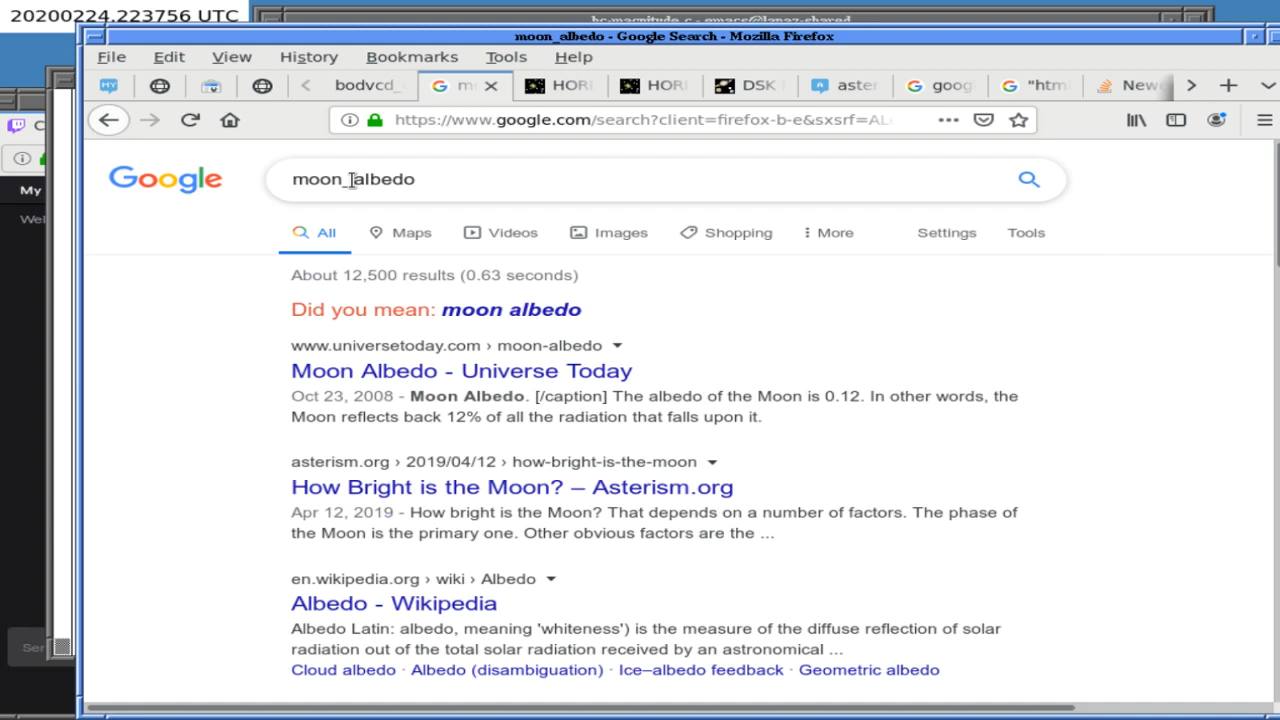 20200224.223756 UTC
bc-magnitude.c - emacs@lapaz-shared
moon_albedo - Google Search - Mozilla Firefox
File Edit View History Bookmarks Tools Help
bodvcd_ m HORI HORI DSK aster goog "htm New
https://www.google.com/search?client=firefox-b-e&sxsrf=AL
My
Wel
Ser
Google
moon_albedo
All Maps Videos Images Shopping More Settings Tools
About 12,500 results (0.63 seconds)
Did you mean: moon albedo
www.universetoday.com › moon-albedo
Moon Albedo - Universe Today
Oct 23, 2008 - Moon Albedo. [/caption] The albedo of the Moon is 0.12. In other words, the
Moon reflects back 12% of all the radiation that falls upon it.
asterism.org › 2019/04/12 › how-bright-is-the-moon
How Bright is the Moon? – Asterism.org
Apr 12, 2019 - How bright is the Moon? That depends on a number of factors. The phase of
the Moon is the primary one. Other obvious factors are the ...
en.wikipedia.org › wiki › Albedo
Albedo - Wikipedia
Albedo Latin: albedo, meaning 'whiteness') is the measure of the diffuse reflection of solar
radiation out of the total solar radiation received by an astronomical ...
Cloud albedo · Albedo (disambiguation) · Ice–albedo feedback · Geometric albedo